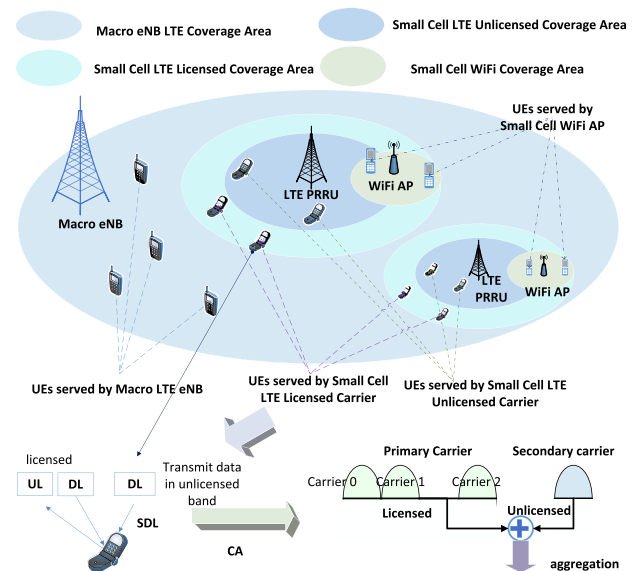 Macro eNB LTE Coverage Area
Small Cell LTE Unlicensed Coverage Area
Small Cell LTE Licensed Coverage Area
Small Cell WiFi Coverage Area
UEs served by
Small Cell WiFi AP
LTE PRRU
WiFi AP
Macro eNB
LTE
PRRU
WiFi AP
UEs served by Macro LTE eNB
UEs served by Small Cell
LTE Licensed Carrier
UEs served by Small Cell LTE
Unlicensed Carrier
licensed
UL
DL
DL
Transmit data
in unlicensed
band
SDL
CA
Primary Carrier
Secondary carrier
Carrier 0
Carrier 1
Carrier 2
Licensed
Unlicensed
aggregation